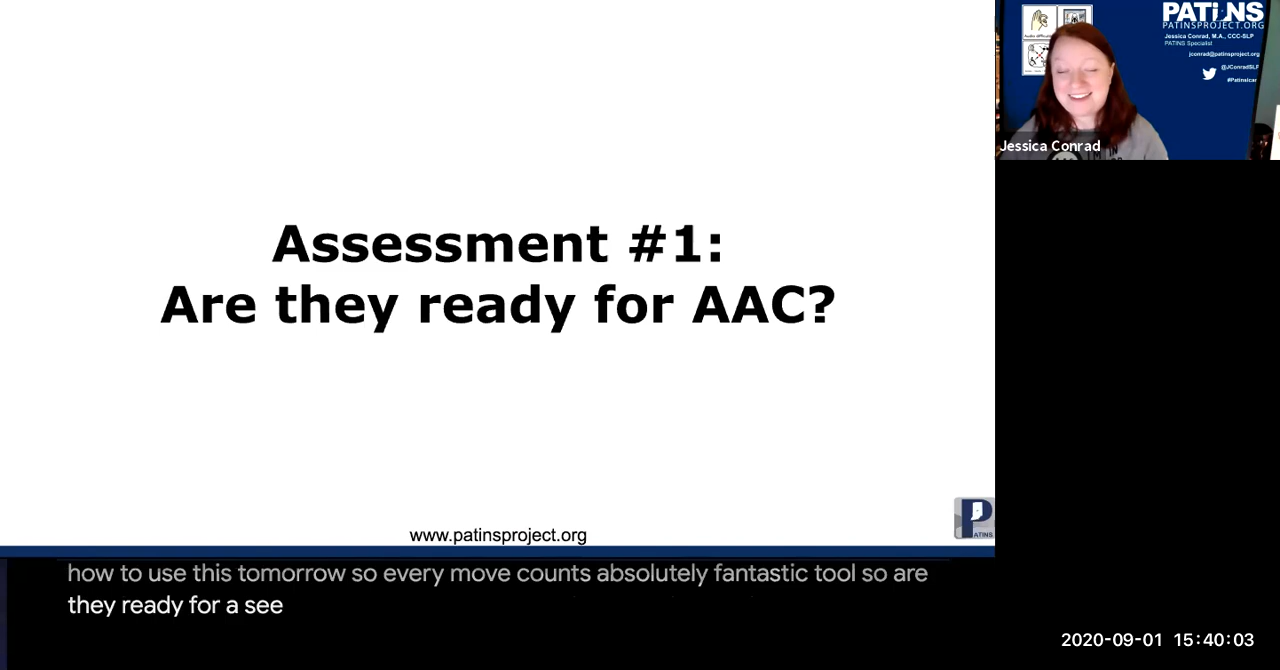 Assessment #1:
Are they ready for AAC?
www.patinsproject.org
PATINS
PATiNS
PATINSPROJECT.ORG
Jessica Conrad, M.A., CCC-SLP
PATINS Specialist
jconrad@patinsproject.org
@JConradSLP
#PatinsIcam
Jessica Conrad
how to use this tomorrow so every move counts absolutely fantastic tool so are
they ready for a see
2020-09-01 15:40:03